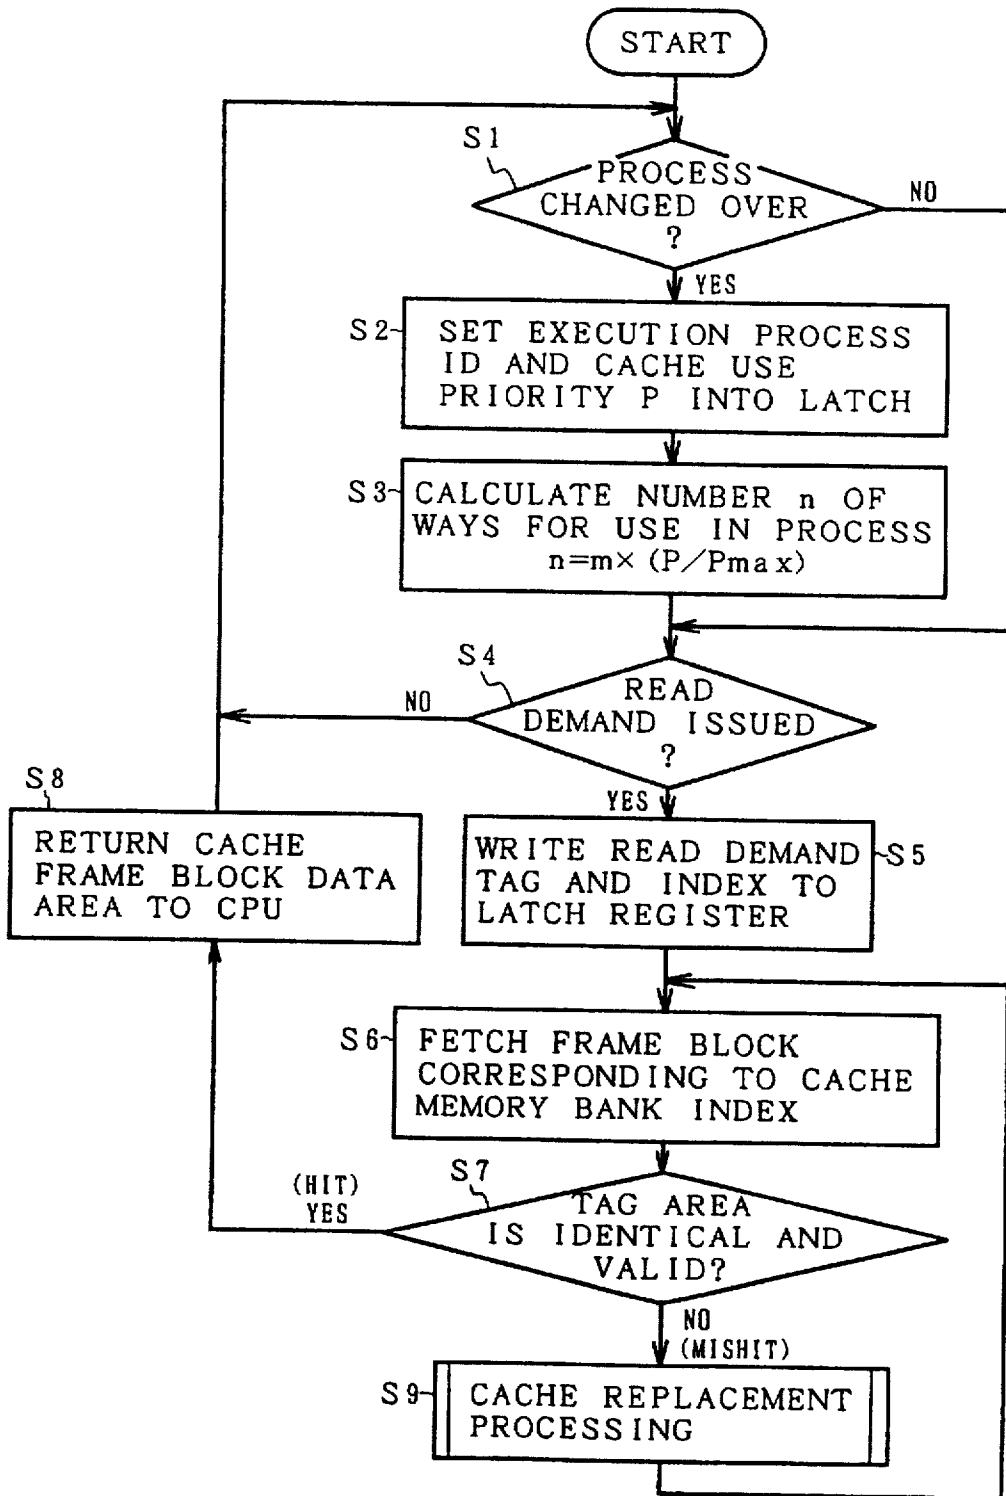 START
S1
PROCESS
CHANGED OVER
?
NO
YES
S2
SET EXECUTION PROCESS
ID AND CACHE USE
PRIORITY P INTO LATCH
S3
CALCULATE NUMBER n OF
WAYS FOR USE IN PROCESS
n=m×(P/Pmax)
S4
READ
DEMAND ISSUED
?
NO
YES
S8
RETURN CACHE
FRAME BLOCK DATA
AREA TO CPU
WRITE READ DEMAND
TAG AND INDEX TO
LATCH REGISTER
S5
S6
FETCH FRAME BLOCK
CORRESPONDING TO CACHE
MEMORY BANK INDEX
S7
(HIT)
YES
TAG AREA
IS IDENTICAL AND
VALID?
NO
(MISHIT)
S9
CACHE REPLACEMENT
PROCESSING